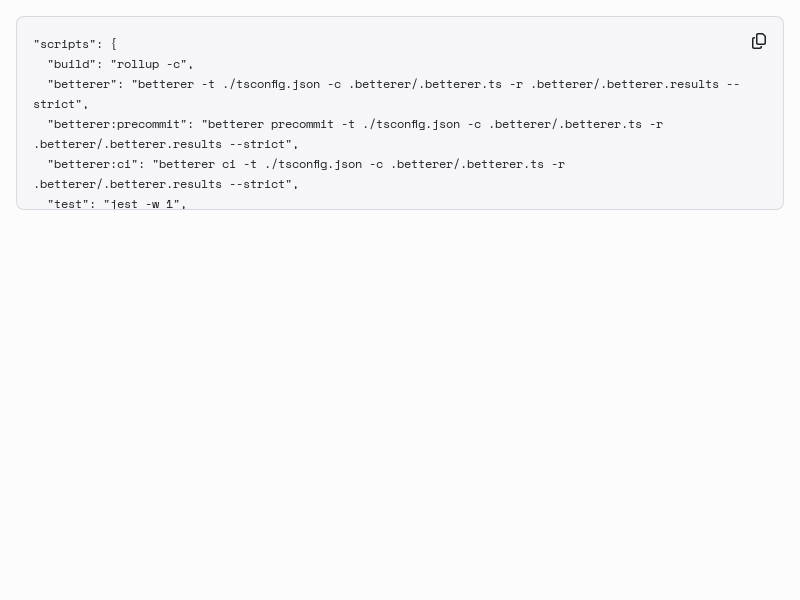 "scripts": {
  "build": "rollup -c",
  "betterer": "betterer -t ./tsconfig.json -c .betterer/.betterer.ts -r .betterer/.betterer.results --
strict",
  "betterer:precommit": "betterer precommit -t ./tsconfig.json -c .betterer/.betterer.ts -r
.betterer/.betterer.results --strict",
  "betterer:ci": "betterer ci -t ./tsconfig.json -c .betterer/.betterer.ts -r
.betterer/.betterer.results --strict",
  "test": "jest -w 1",